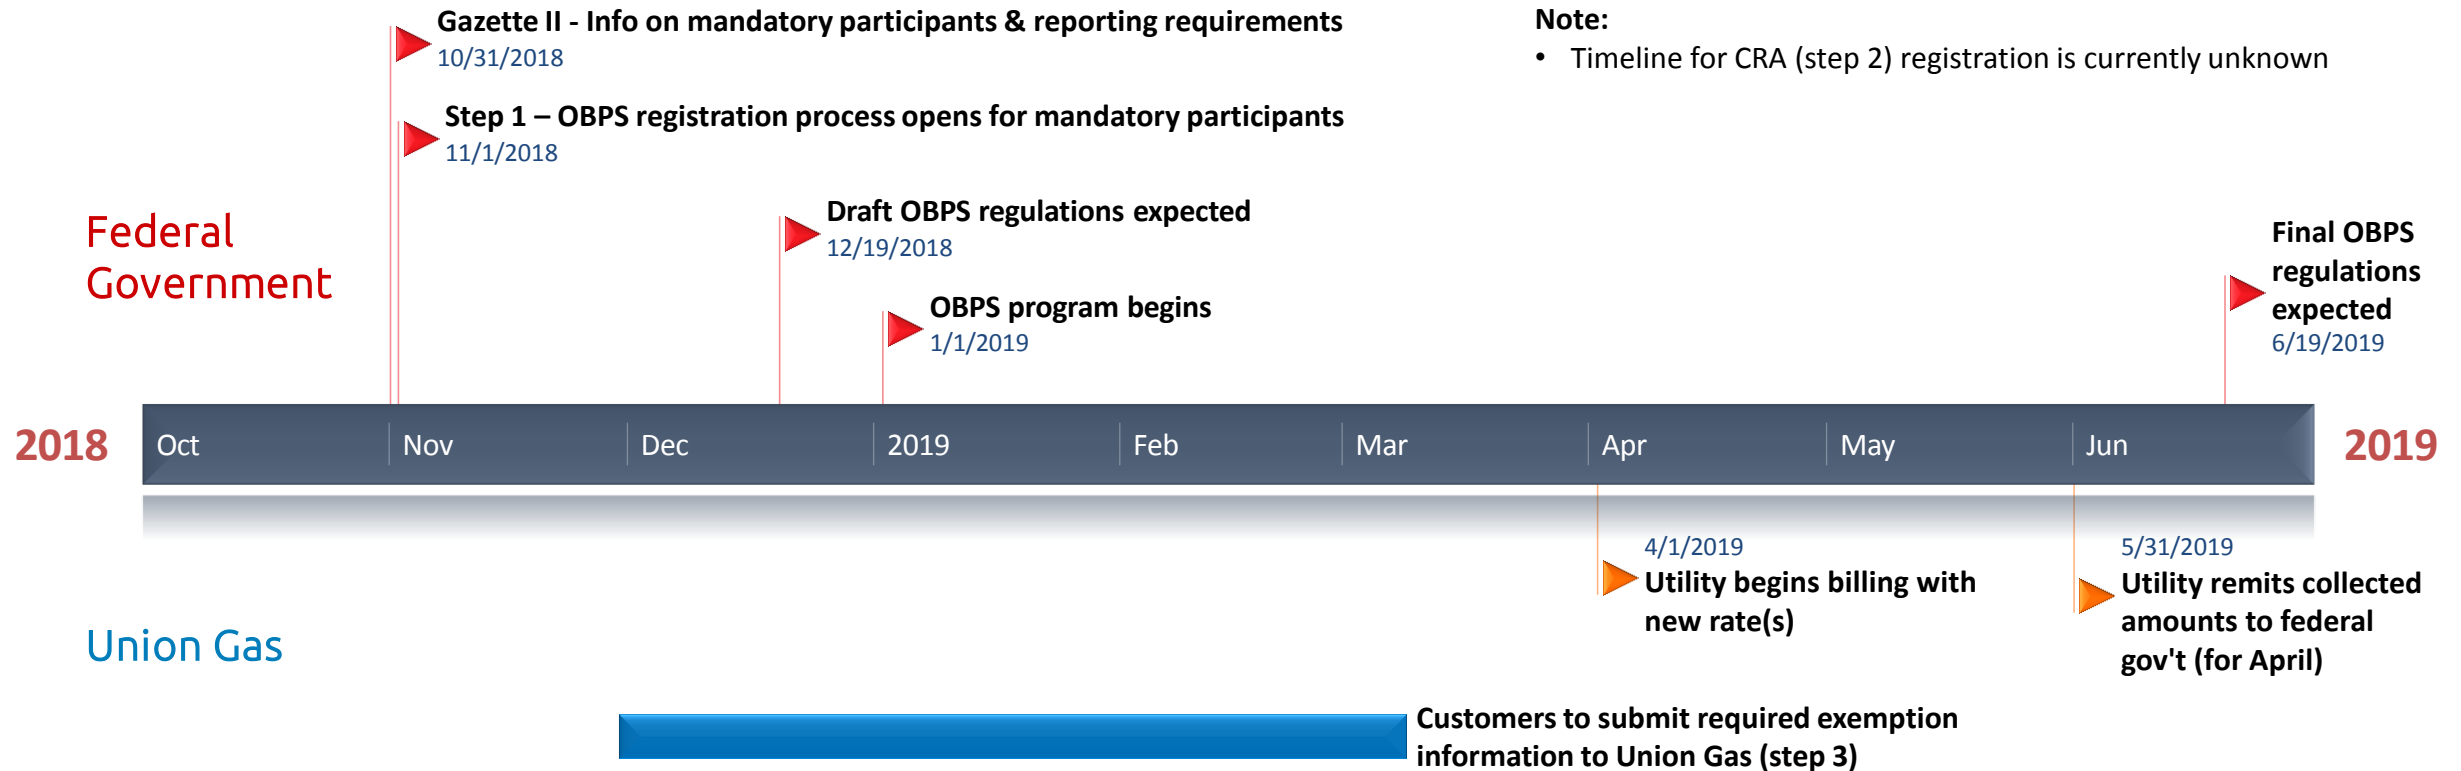 Gazette II - Info on mandatory participants & reporting requirements
10/31/2018
Note:
• Timeline for CRA (step 2) registration is currently unknown
Step 1 – OBPS registration process opens for mandatory participants
11/1/2018
Federal
Government
Draft OBPS regulations expected
12/19/2018
OBPS program begins
1/1/2019
Final OBPS
regulations
expected
6/19/2019
2018 Oct Nov Dec 2019 Feb Mar Apr May Jun 2019
4/1/2019
Utility begins billing with
new rate(s)
5/31/2019
Utility remits collected
amounts to federal
gov't (for April)
Union Gas
Customers to submit required exemption
information to Union Gas (step 3)